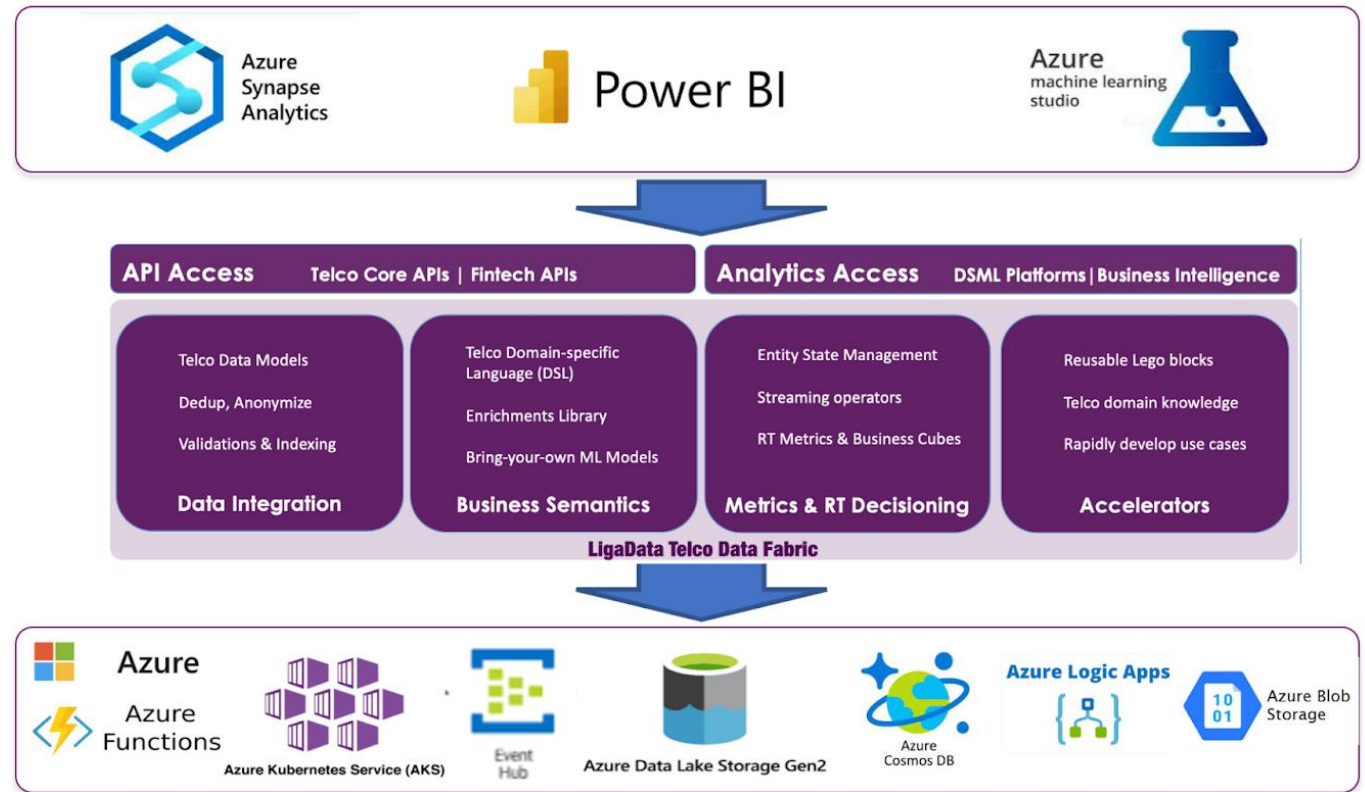 Azure
Synapse
Analytics
Power BI
Azure
machine learning
studio
API Access Telco Core APIs | Fintech APIs
Analytics Access DSML Platforms|Business Intelligence
Telco Data Models
Dedup, Anonymize
Validations & Indexing
Data Integration
Telco Domain-specific
Language (DSL)
Enrichments Library
Bring-your-own ML Models
Business Semantics
Entity State Management
Streaming operators
RT Metrics & Business Cubes
Metrics & RT Decisioning
Reusable Lego blocks
Telco domain knowledge
Rapidly develop use cases
Accelerators
LigaData Telco Data Fabric
Azure
Azure
Functions
Azure Kubernetes Service (AKS)
Event
Hub
Azure Data Lake Storage Gen2
Azure
Cosmos DB
Azure Logic Apps
10
01
Azure Blob
Storage